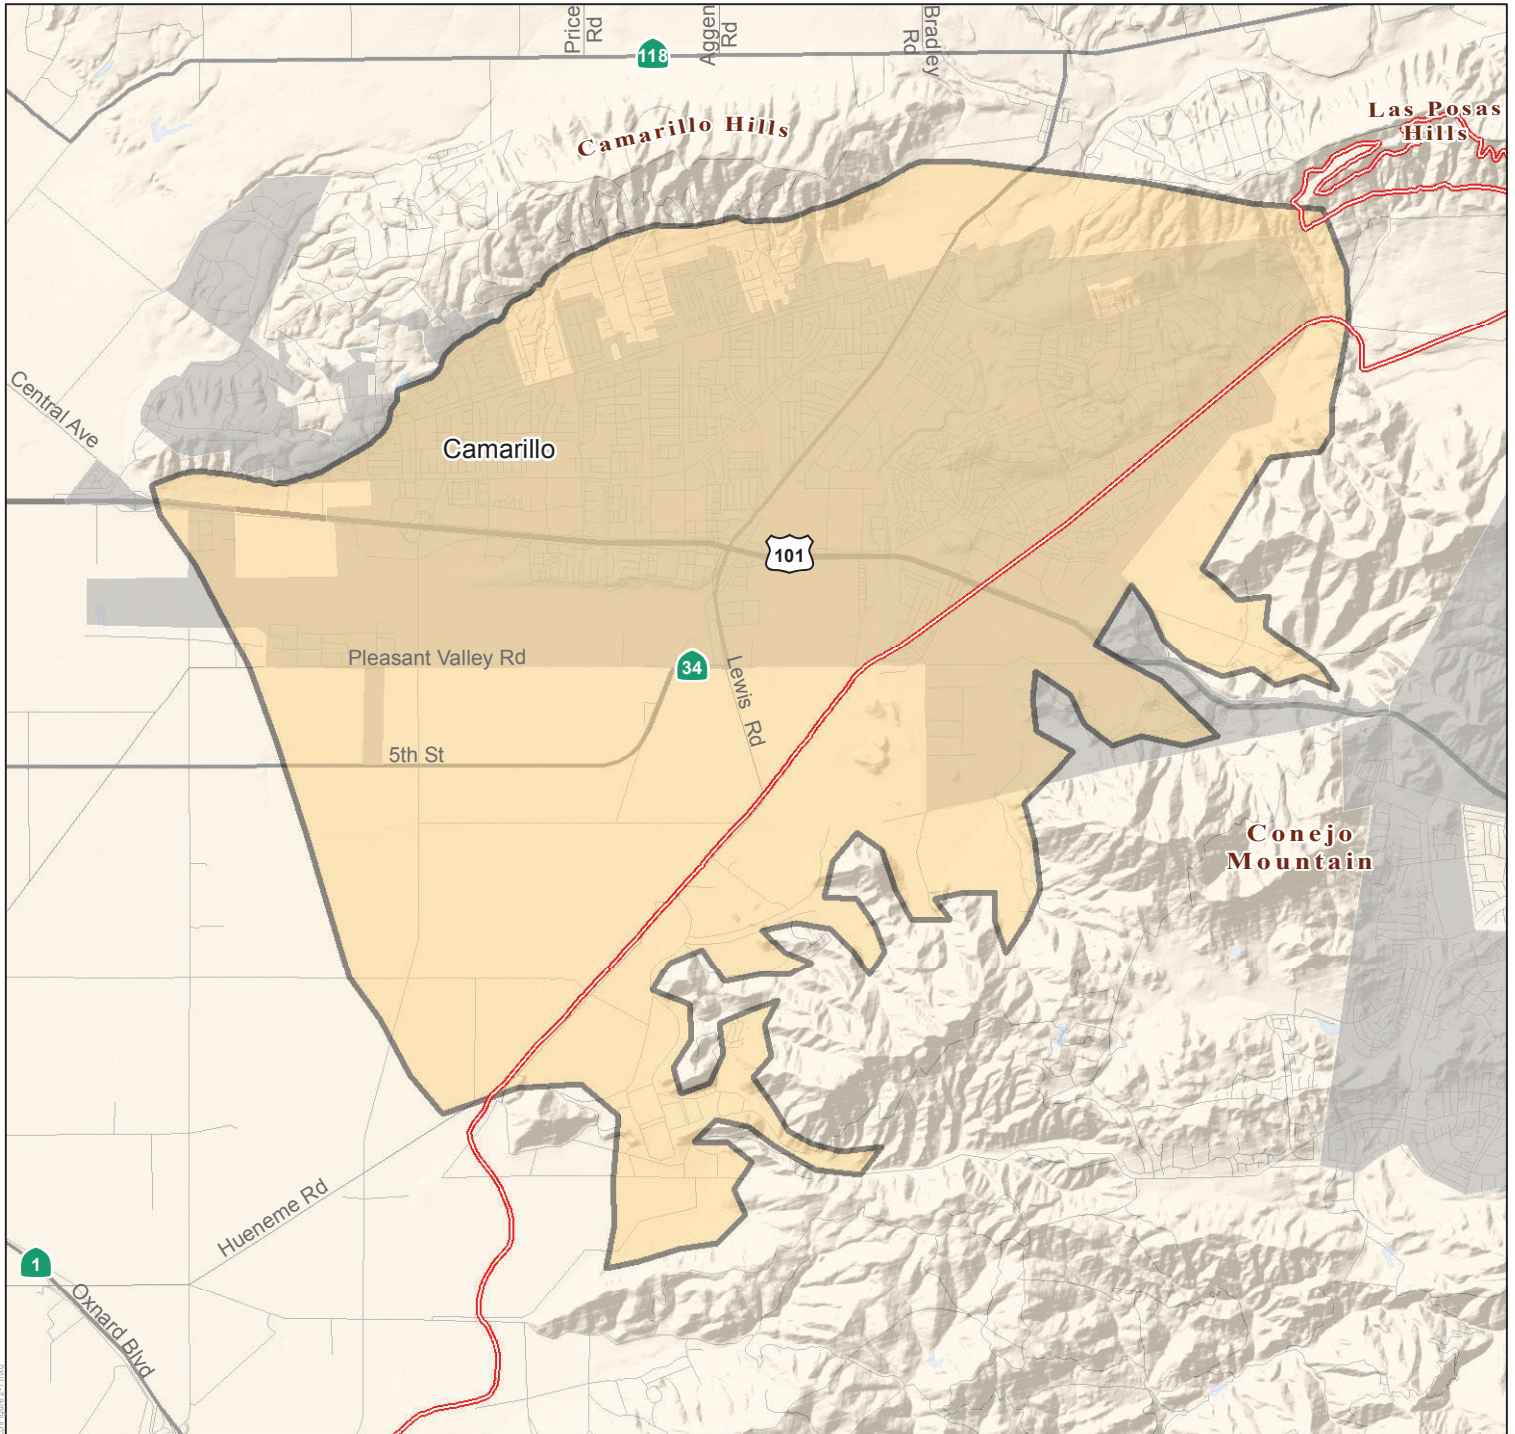 Price
Rd
Aggen
Rd
Bradley
Rd
118
Las Posas
Hills
Camarillo Hills
Central Ave
Camarillo
101
Pleasant Valley Rd
34
Lewis Rd
5th St
Conejo
Mountain
Hueneme Rd
1
Oxnard Blvd